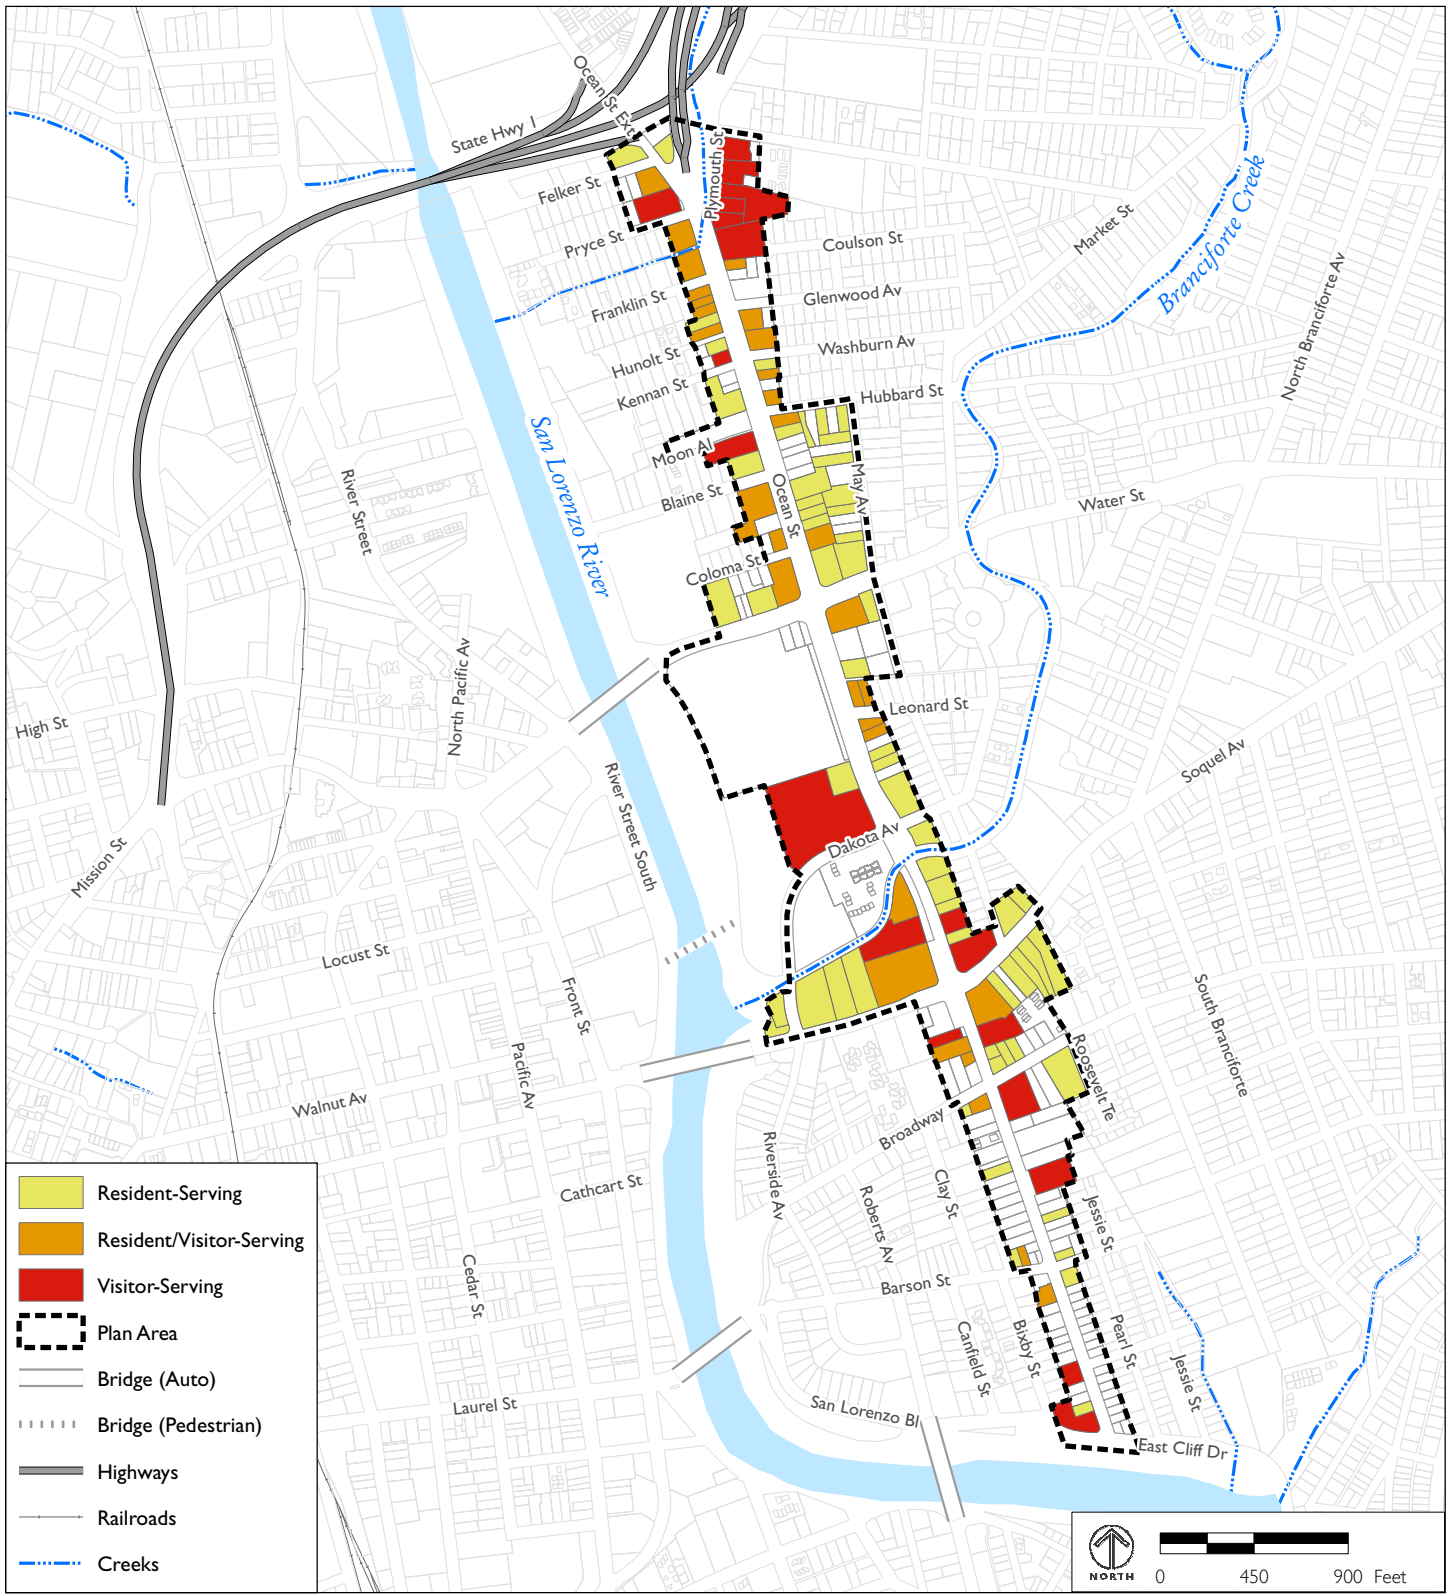 Ocean St Ext
State Hwy 1
Plymouth St
Felker St
Pryce St
Coulson St
Market St
Branciforte Creek
Franklin St
Glenwood Av
North Branciforte Av
Hunolt St
Washburn Av
Kennan St
Hubbard St
Moon Al
San Lorenzo River
River Street
Blaine St
Ocean St
May Av
Water St
Coloma St
North Pacific Av
High St
Leonard St
Soquel Av
River Street South
Mission St
Dakota Av
Locust St
Front St
South Branciforte
Pacific Av
Roosevelt Te
Walnut Av
Broadway
Riverside Av
Cathcart St
Clay St
Roberts Av
Jessie St
Cedar St
Barson St
Canfield St
Bixby St
Pearl St
Jessie St
Laurel St
San Lorenzo Bl
East Cliff Dr
Resident-Serving
Resident/Visitor-Serving
Visitor-Serving
Plan Area
Bridge (Auto)
Bridge (Pedestrian)
Highways
Railroads
Creeks
NORTH
0 450 900 Feet